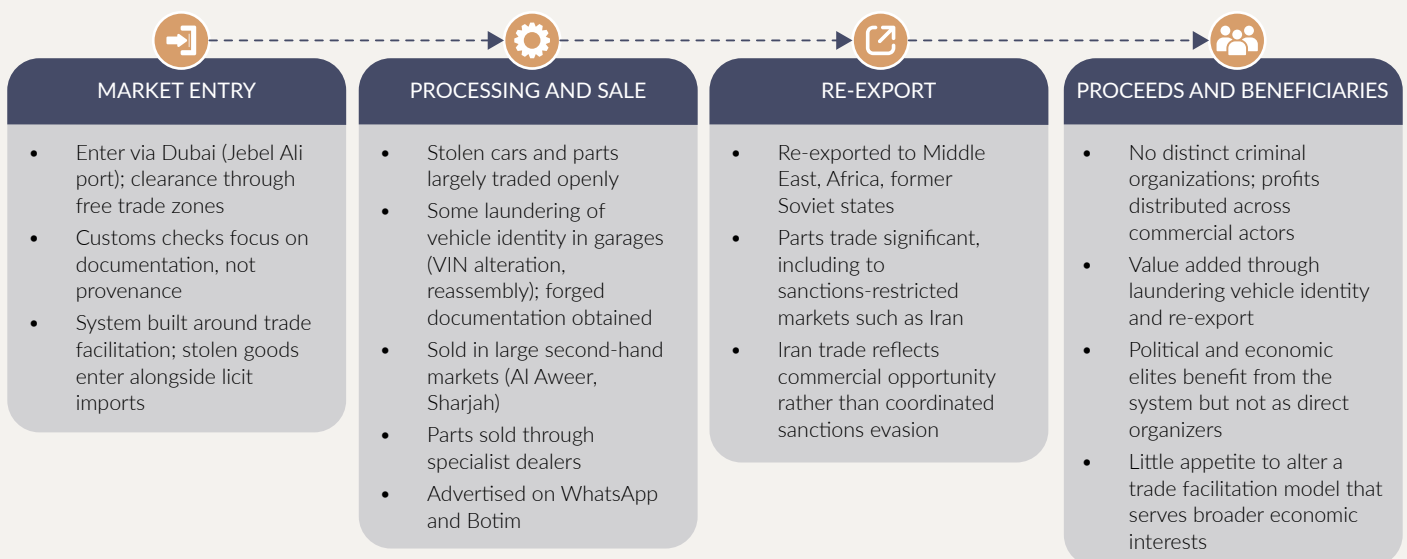 MARKET ENTRY
• Enter via Dubai (Jebel Ali
port); clearance through
free trade zones
• Customs checks focus on
documentation, not
provenance
• System built around trade
facilitation; stolen goods
enter alongside licit
imports
PROCESSING AND SALE
• Stolen cars and parts
largely traded openly
• Some laundering of
vehicle identity in garages
(VIN alteration,
reassembly); forged
documentation obtained
• Sold in large second-hand
markets (Al Aweer,
Sharjah)
• Parts sold through
specialist dealers
• Advertised on WhatsApp
and Botim
RE-EXPORT
• Re-exported to Middle
East, Africa, former
Soviet states
• Parts trade significant,
including to
sanctions-restricted
markets such as Iran
• Iran trade reflects
commercial opportunity
rather than coordinated
sanctions evasion
PROCEEDS AND BENEFICIARIES
• No distinct criminal
organizations; profits
distributed across
commercial actors
• Value added through
laundering vehicle identity
and re-export
• Political and economic
elites benefit from the
system but not as direct
organizers
• Little appetite to alter a
trade facilitation model that
serves broader economic
interests